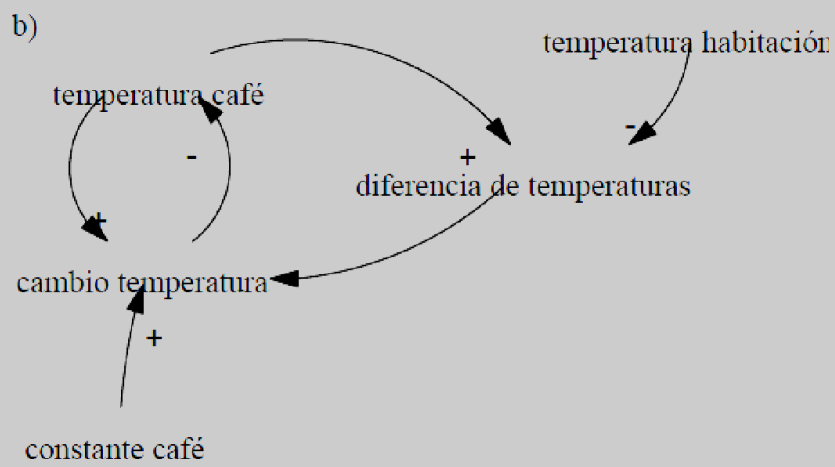 b)
temperatura habitación
temperatura café
-
-
+
diferencia de temperaturas
+
cambio temperatura
+
constante café